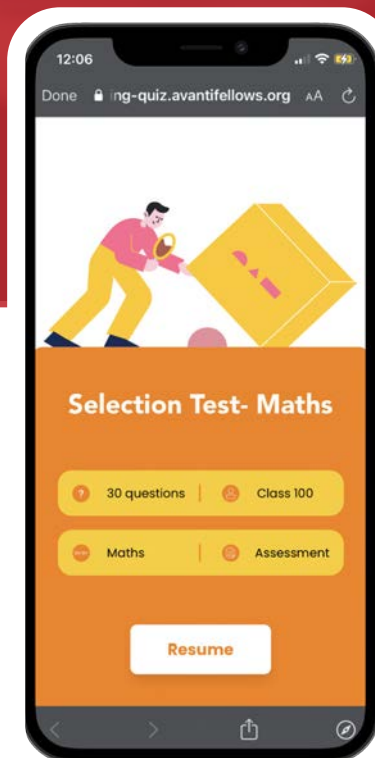 12:06
Done ing-quiz.avantifellows.org AA
Selection Test- Maths
30 questions | Class 100
Maths | Assessment
Resume